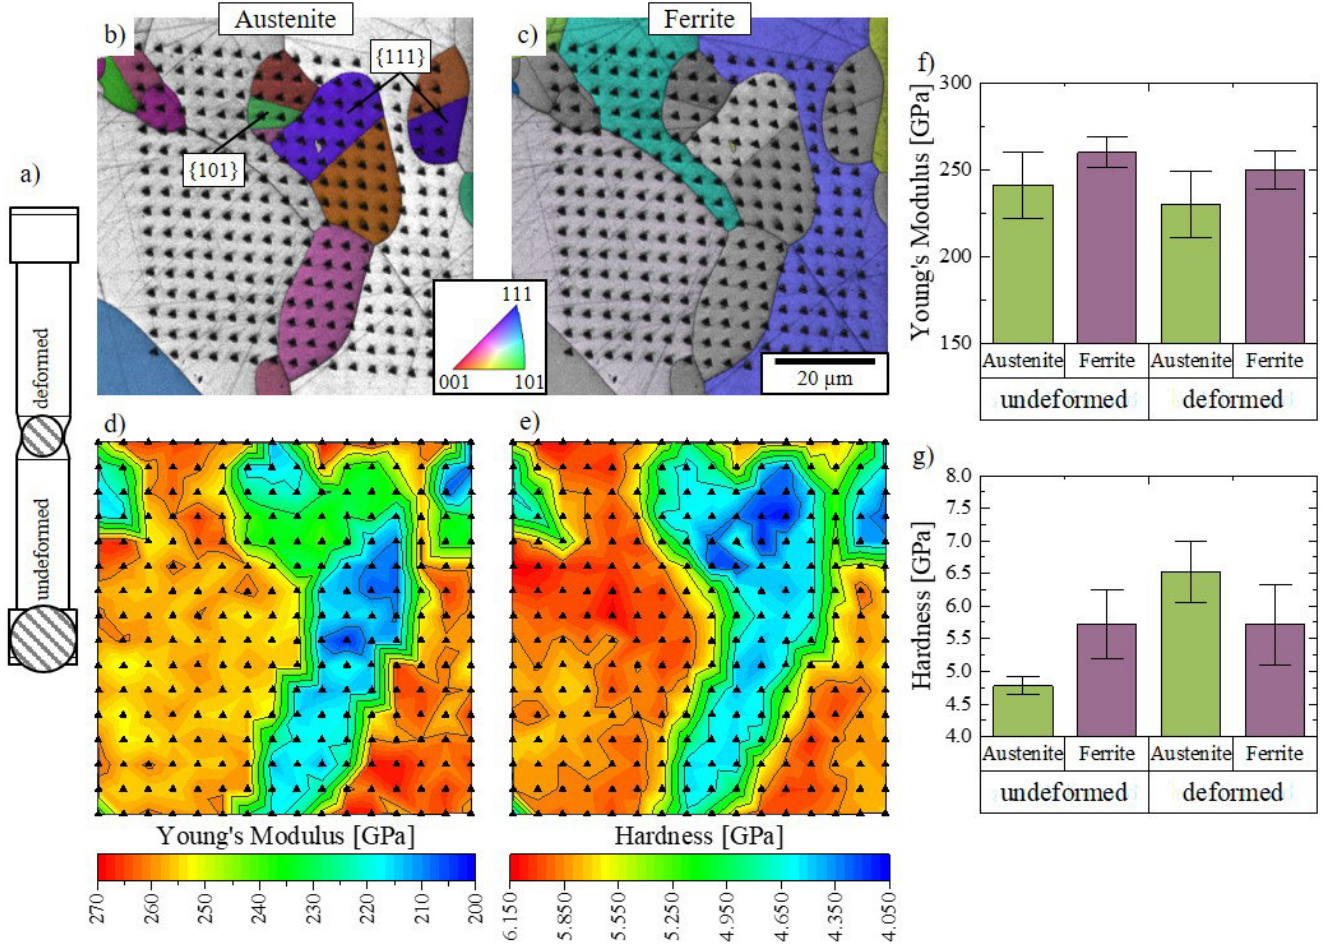 Austenite
Ferrite
b)
c)
{111}
{101}
a)
deformed
undeformed
111
001
101
20 µm
d)
e)
Young's Modulus [GPa]
270
260
250
240
230
220
210
200
Hardness [GPa]
6.150
5.850
5.550
5.250
4.950
4.650
4.350
4.050
f)
Young's Modulus [GPa]
300
250
200
150
Austenite
Ferrite
Austenite
Ferrite
undeformed
deformed
g)
Hardness [GPa]
8.0
7.5
7.0
6.5
6.0
5.5
5.0
4.5
4.0
Austenite
Ferrite
Austenite
Ferrite
undeformed
deformed